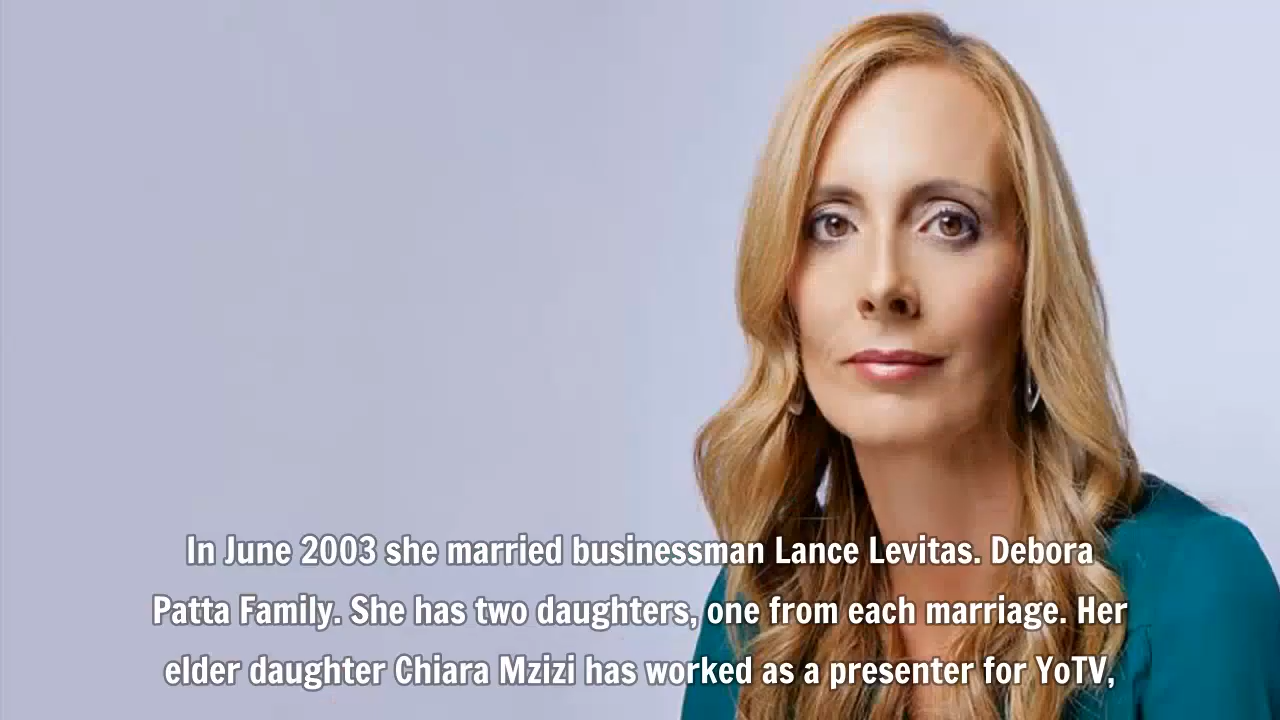 In June 2003 she married businessman Lance Levitas. Debora
Patta Family. She has two daughters, one from each marriage. Her
elder daughter Chiara Mzizi has worked as a presenter for YoTV,